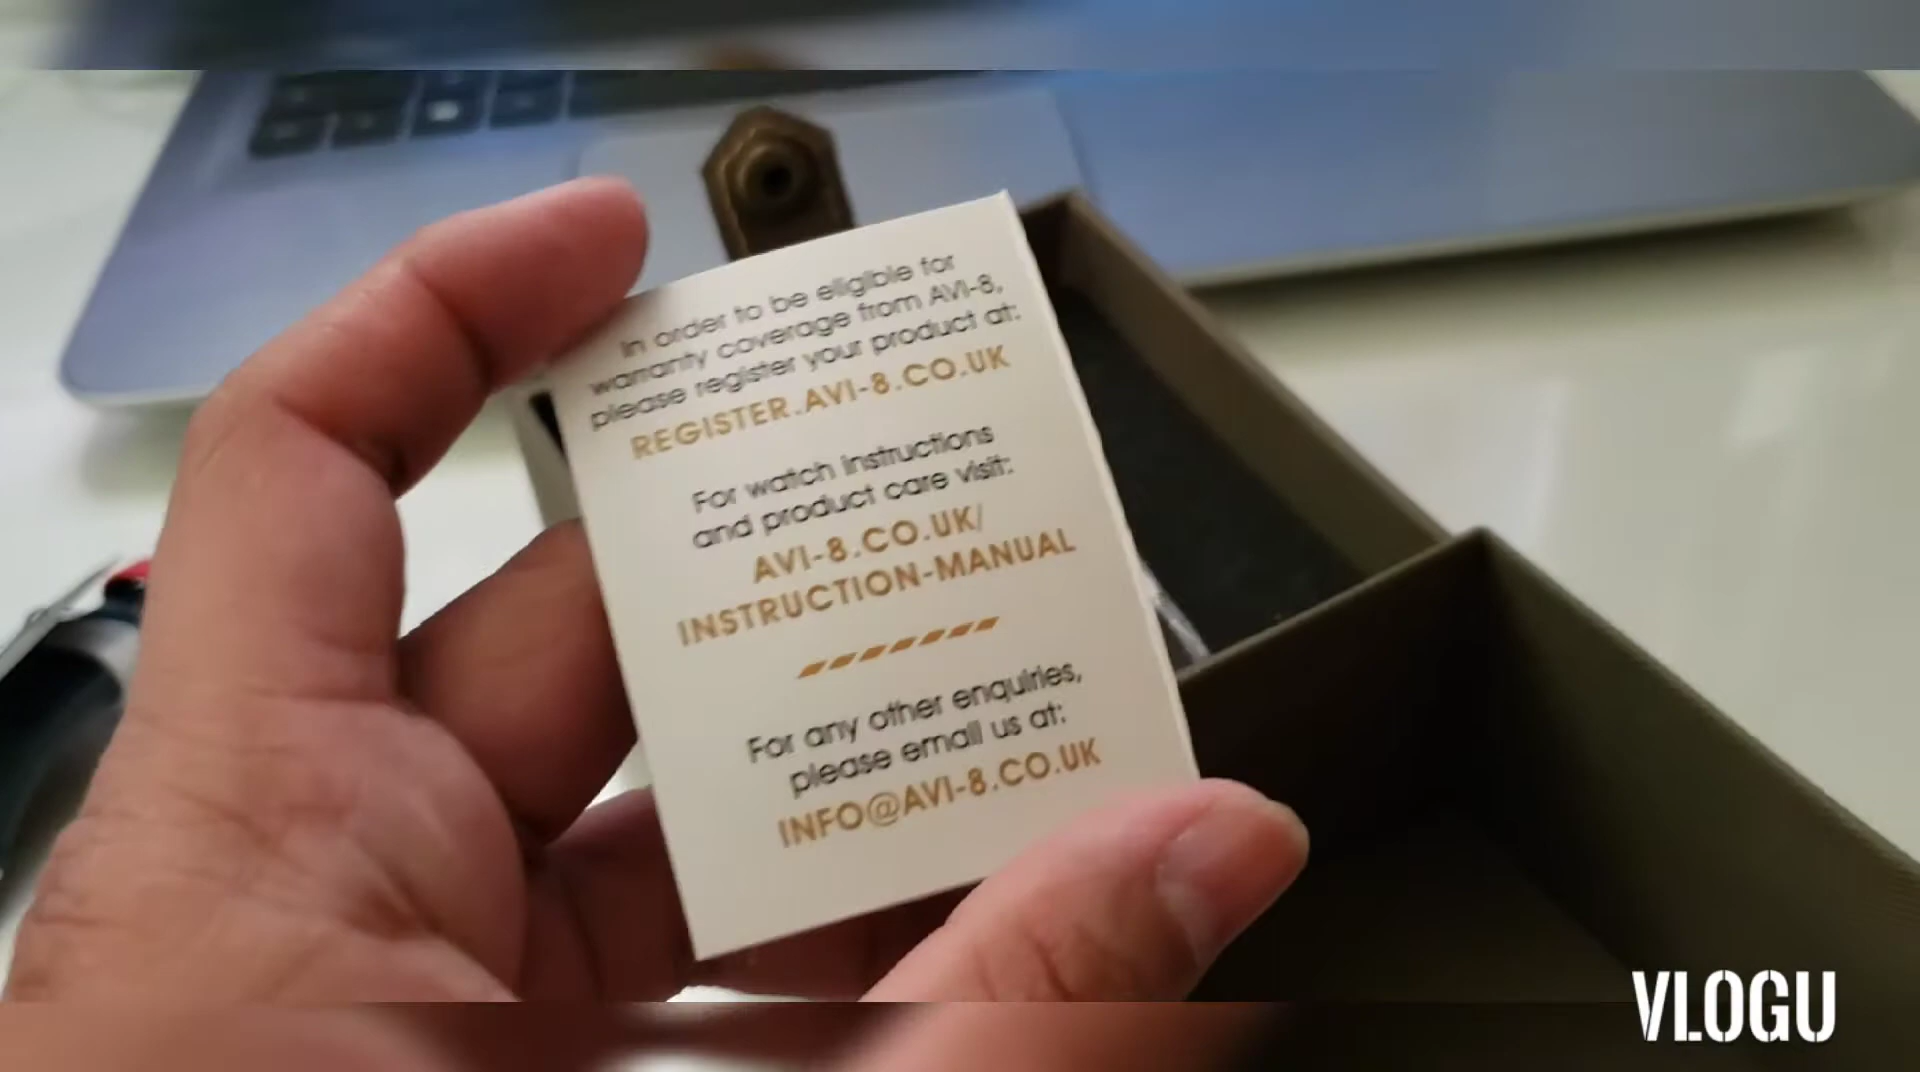 In order to be eligible for
warranty coverage from AVI-8,
please register your product at:
REGISTER.AVI-8.CO.UK
For watch instructions
and product care visit:
AVI-8.CO.UK/
INSTRUCTION-MANUAL
For any other enquiries,
please email us at:
INFO@AVI-8.CO.UK
VLOGU